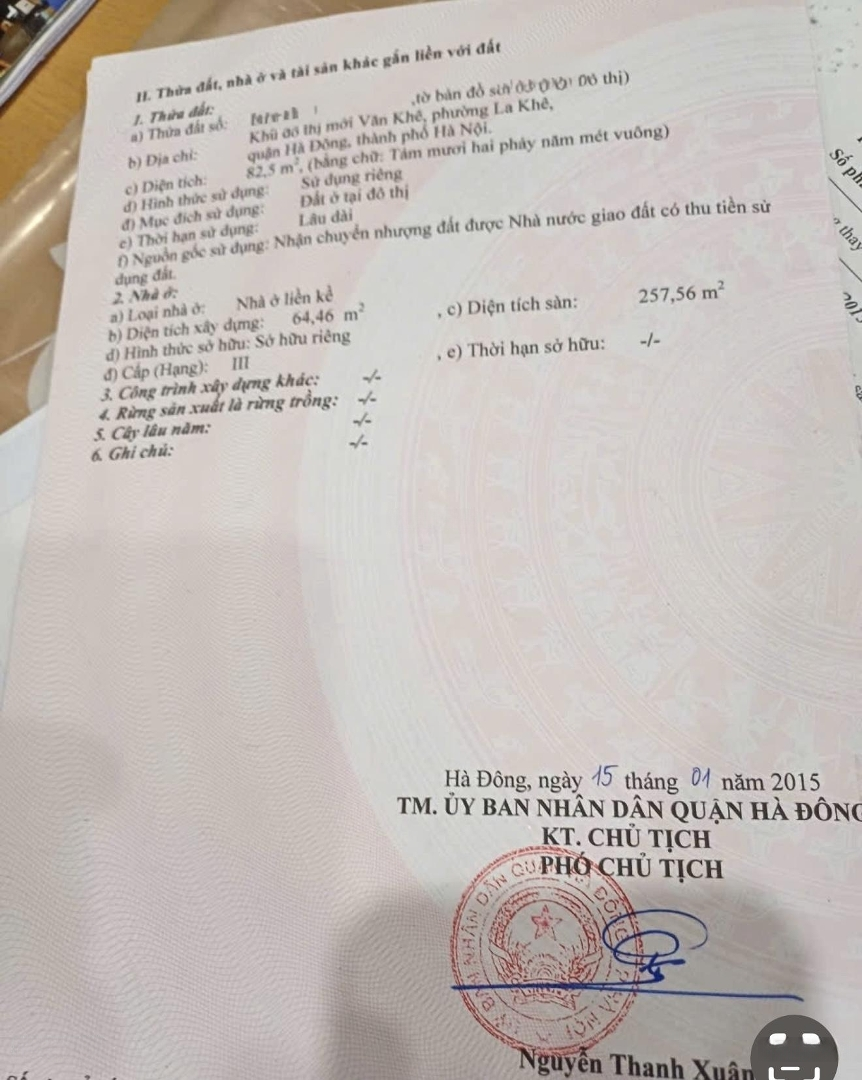 II. Thửa đất, nhà ở và tài sản khác gắn liền với đất
1. Thửa đất:
a) Thửa đất số: ,tờ bản đồ thị)
b) Địa chỉ: Khu đô thị mới Văn Khê, phường La Khê,
quận Hà Đông, thành phố Hà Nội.
c) Diện tích: 82,5 m², (bằng chữ: Tám mươi hai phảy năm mét vuông)
d) Hình thức sử dụng: Sử dụng riêng
đ) Mục đích sử dụng: Đất ở tại đô thị
e) Thời hạn sử dụng: Lâu dài
f) Nguồn gốc sử dụng: Nhận chuyển nhượng đất được Nhà nước giao đất có thu tiền sử
dụng đất.
2. Nhà ở:
a) Loại nhà ở: Nhà ở liền kề
b) Diện tích xây dựng: 64,46 m² , c) Diện tích sàn: 257,56 m²
d) Hình thức sở hữu: Sở hữu riêng
đ) Cấp (Hạng): III , e) Thời hạn sở hữu: -/-
3. Công trình xây dựng khác: -/-
4. Rừng sản xuất là rừng trồng: -/-
5. Cây lâu năm: -/-
6. Ghi chú: -/-
Số ph
thay
201
Hà Đông, ngày 15 tháng 01 năm 2015
TM. ỦY BAN NHÂN DÂN QUẬN HÀ ĐÔNG
KT. CHỦ TỊCH
PHÓ CHỦ TỊCH
Nguyễn Thanh Xuân